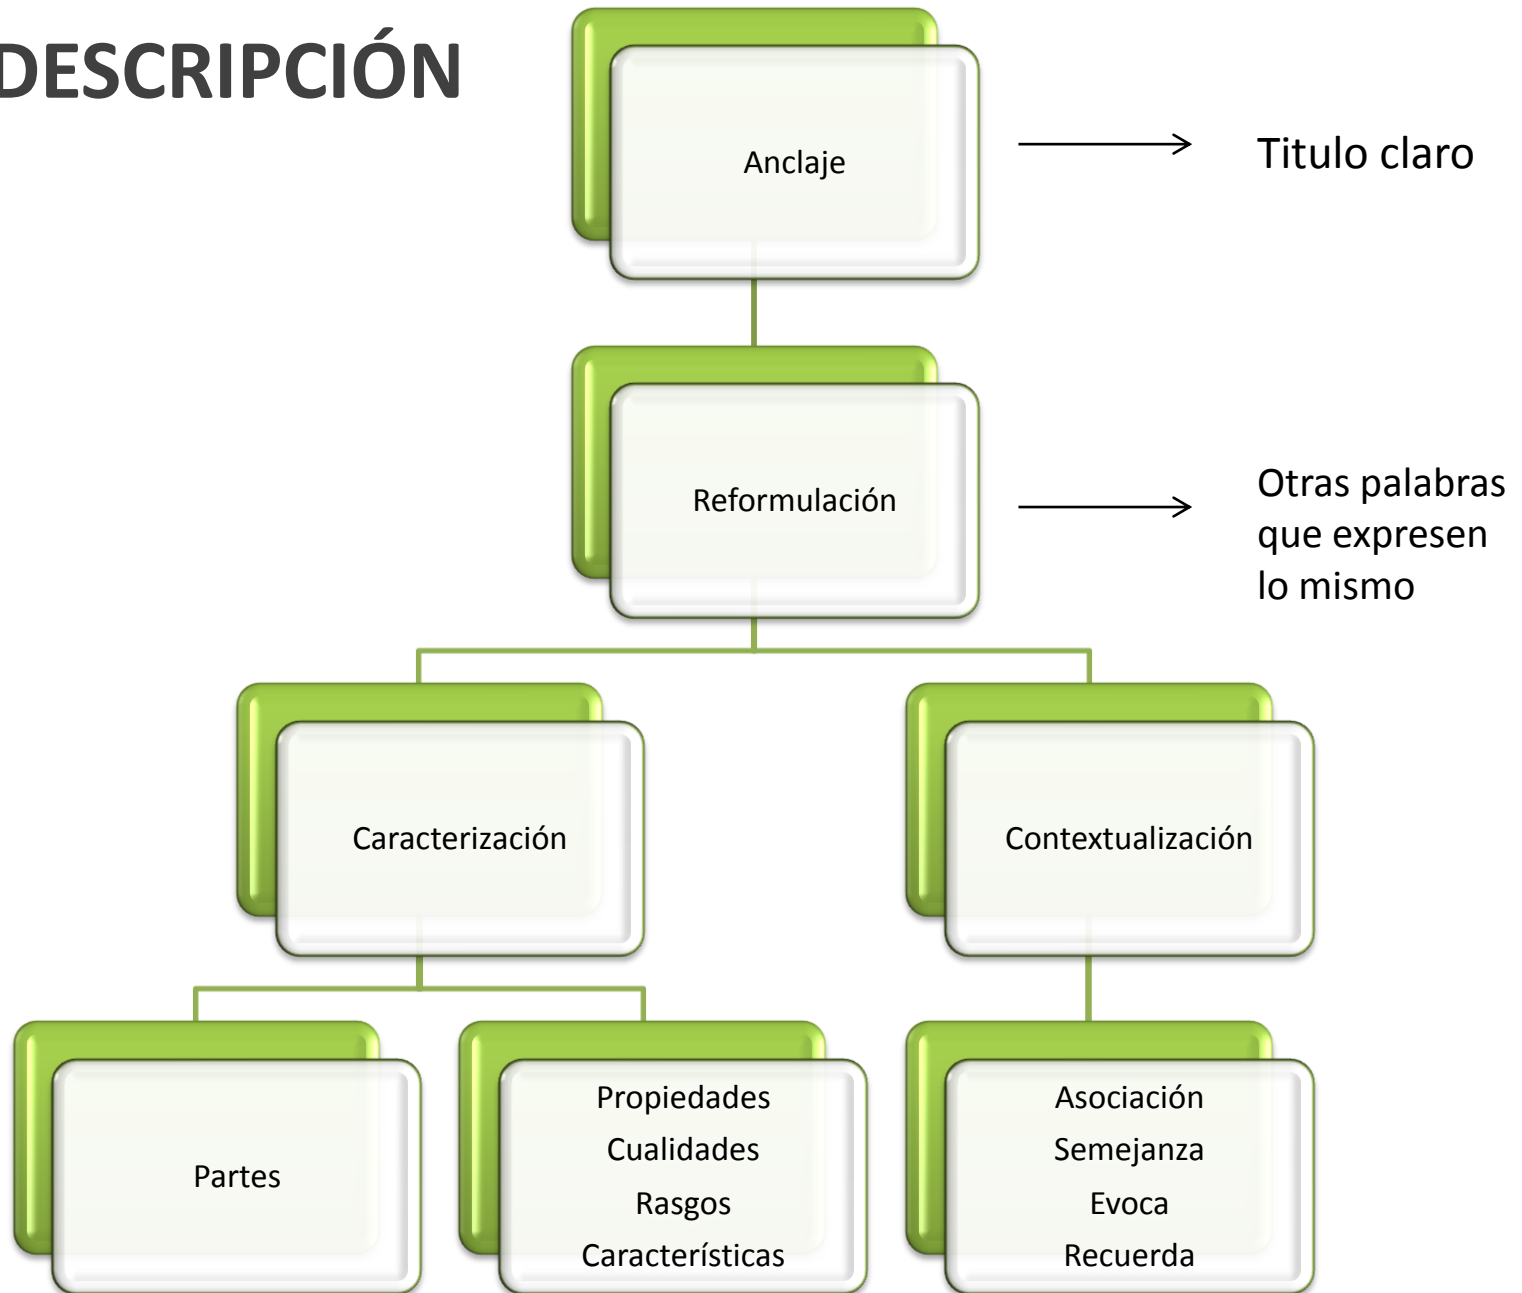 DESCRIPCIÓN
Anclaje
Titulo claro
Reformulación
Otras palabras
que expresen
lo mismo
Caracterización
Contextualización
Partes
Propiedades
Cualidades
Rasgos
Características
Asociación
Semejanza
Evoca
Recuerda